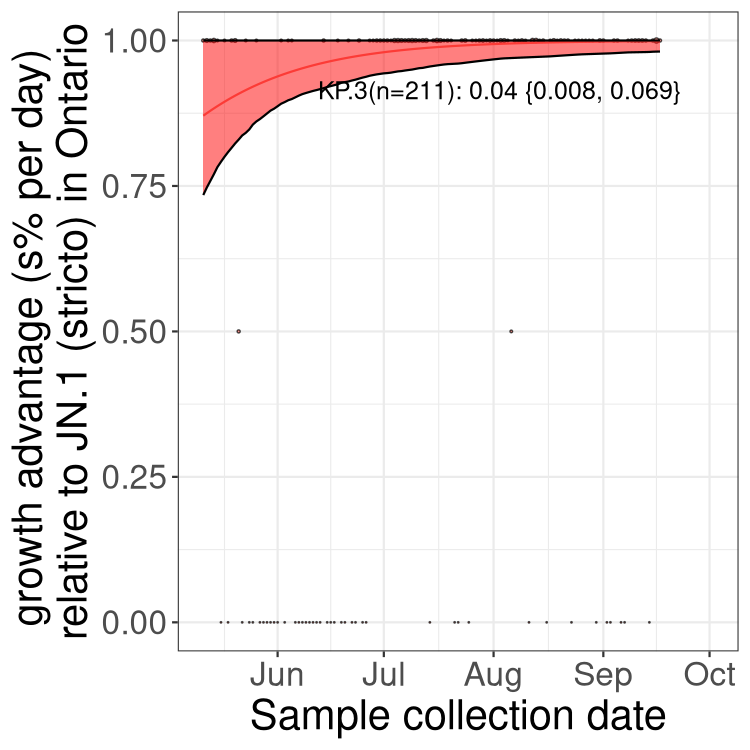 growth advantage (s% per day)
relative to JN.1 (stricto) in Ontario
1.00
0.75
0.50
0.25
0.00
KP.3(n=211): 0.04 {0.008, 0.069}
Jun Jul Aug Sep Oct
Sample collection date